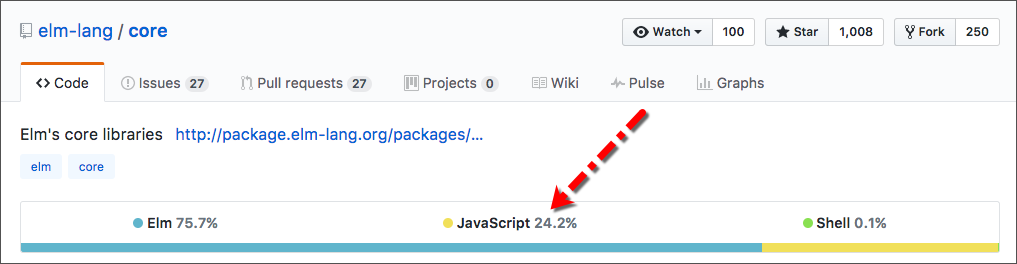 elm-lang / core Watch 100 Star 1,008 Fork 250
Code Issues 27 Pull requests 27 Projects 0 Wiki Pulse Graphs
Elm's core libraries http://package.elm-lang.org/packages/...
elm core
Elm 75.7% JavaScript 24.2% Shell 0.1%